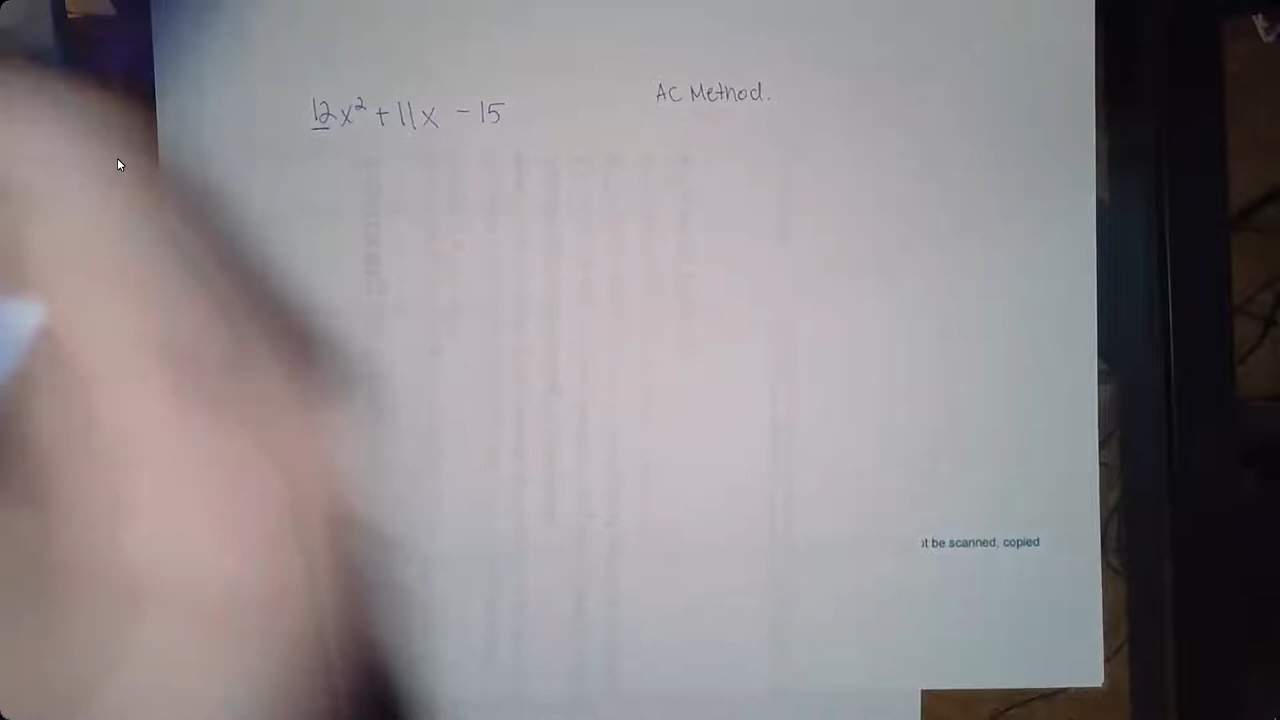 12x² + 11x - 15
AC Method.
be scanned, copied